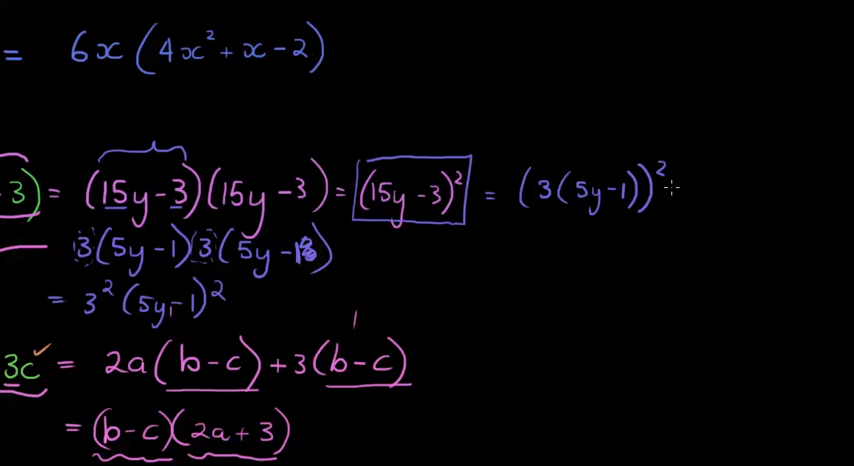 = 6x(4x² + x - 2)
- 3) = (15y - 3)(15y - 3) = (15y - 3)² = (3(5y - 1))²
3(5y - 1)3(5y - 1)
= 3²(5y - 1)²
3c = 2a(b - c) + 3(b - c)
= (b - c)(2a + 3)